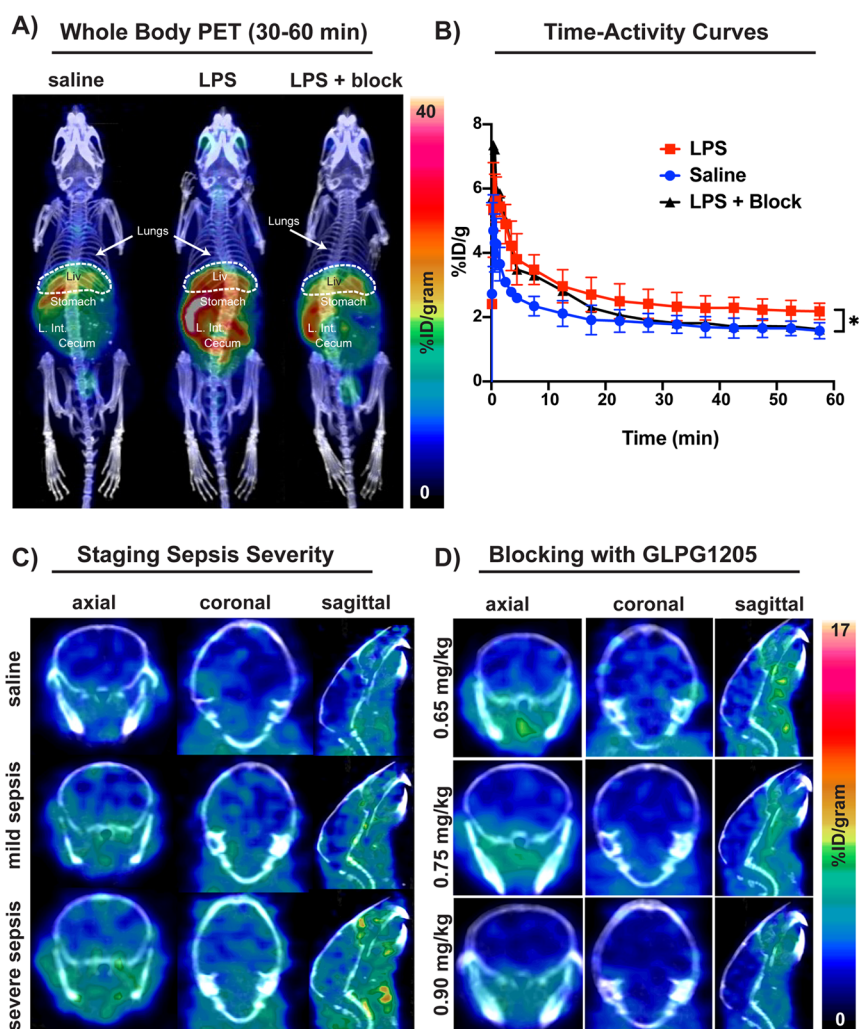 A) Whole Body PET (30-60 min)
saline LPS LPS + block
40
Lungs
Lungs
Liv
Liv
Stomach
Stomach
Stomach
L. Int.
L. Int.
L. Int.
Cecum
Cecum
Cecum
%ID/gram
0
B) Time-Activity Curves
8
6
4
2
0
%ID/g
LPS
Saline
LPS + Block
*
0 10 20 30 40 50 60
Time (min)
C) Staging Sepsis Severity
axial coronal sagittal
saline
mild sepsis
severe sepsis
D) Blocking with GLPG1205
axial coronal sagittal
0.65 mg/kg
0.75 mg/kg
0.90 mg/kg
17
%ID/gram
0